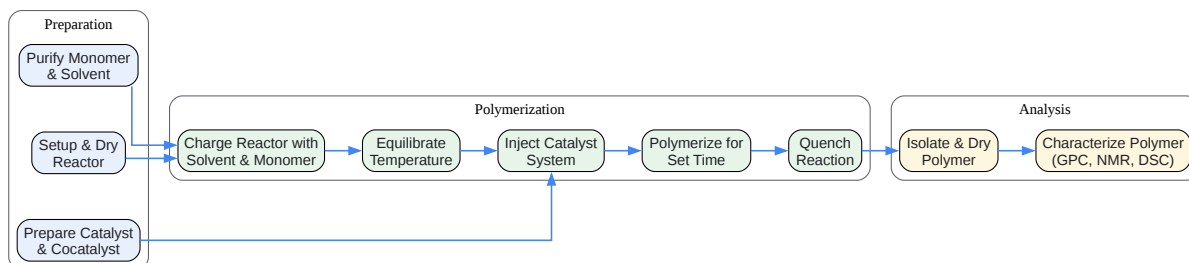 Preparation
Purify Monomer
& Solvent
Setup & Dry
Reactor
Prepare Catalyst
& Cocatalyst
Polymerization
Charge Reactor with
Solvent & Monomer
Equilibrate
Temperature
Inject Catalyst
System
Polymerize for
Set Time
Quench
Reaction
Analysis
Isolate & Dry
Polymer
Characterize Polymer
(GPC, NMR, DSC)